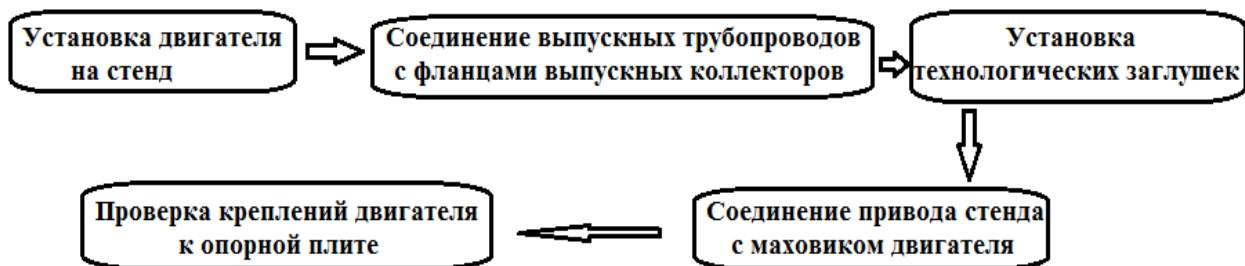 Установка двигателя
на стенд
Соединение выпускных трубопроводов
с фланцами выпускных коллекторов
Установка
технологических заглушек
Соединение привода стенда
с маховиком двигателя
Проверка креплений двигателя
к опорной плите